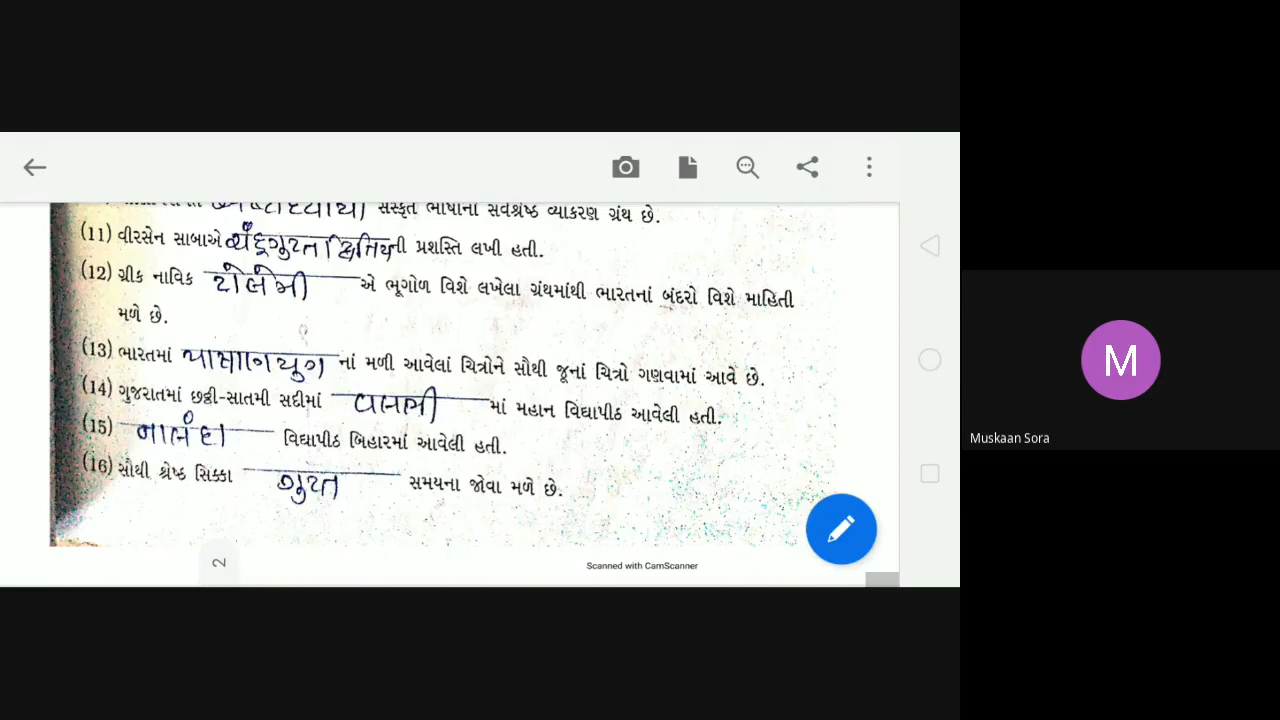 સંસ્કૃત ભાષાનો સર્વશ્રેષ્ઠ વ્યાકરણ ગ્રંથ છે.
(11) વીરસેન સાબાએ ચંદ્રગુપ્ત દ્વિતિયની પ્રશસ્તિ લખી હતી.
(12) ગ્રીક નાવિક ટોલેમી એ ભૂગોળ વિશે લખેલા ગ્રંથમાંથી ભારતનાં બંદરો વિશે માહિતી
મળે છે.
(13) ભારતમાં પાષાણયુગ નાં મળી આવેલાં ચિત્રોને સૌથી જૂનાં ચિત્રો ગણવામાં આવે છે.
(14) ગુજરાતમાં છઠ્ઠી-સાતમી સદીમાં વલભી માં મહાન વિદ્યાપીઠ આવેલી હતી.
(15) નાલંદા વિદ્યાપીઠ બિહારમાં આવેલી હતી.
(16) સૌથી શ્રેષ્ઠ સિક્કા ગુપ્ત સમયના જોવા મળે છે.
2
Scanned with CamScanner
M
Muskaan Sora